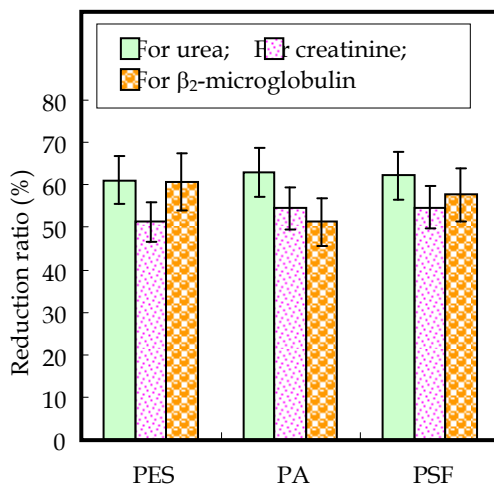 For urea; For creatinine;
For β₂-microglobulin
Reduction ratio (%)
80
70
60
50
40
30
20
10
0
PES PA PSF